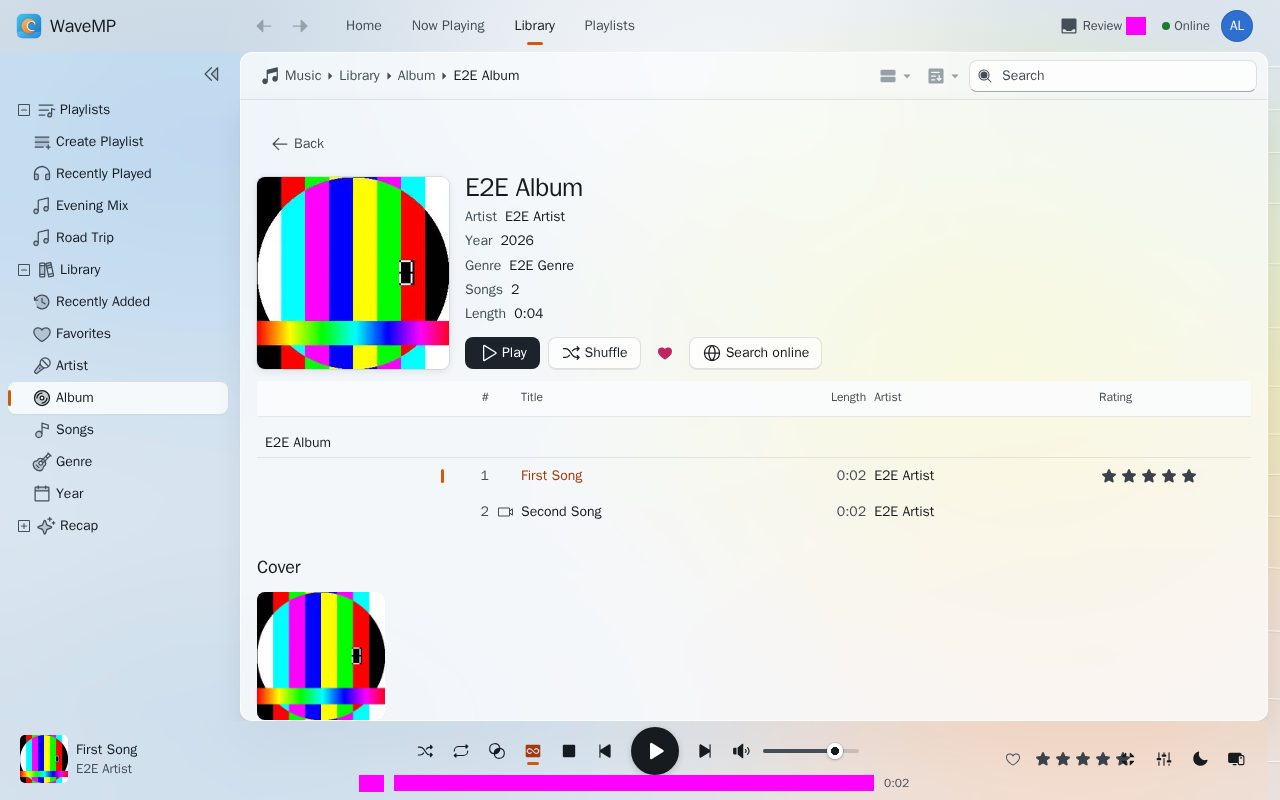 WaveMP
Home
Now Playing
Library
Playlists
Review
Online
AL
Playlists
Create Playlist
Recently Played
Evening Mix
Road Trip
Library
Recently Added
Favorites
Artist
Album
Songs
Genre
Year
Recap
Music
Library
Album
E2E Album
Search
Back
E2E Album
Artist E2E Artist
Year 2026
Genre E2E Genre
Songs 2
Length 0:04
Play
Shuffle
Search online
# Title Length Artist Rating
E2E Album
1 First Song 0:02 E2E Artist
2 Second Song 0:02 E2E Artist
Cover
First Song
E2E Artist
0:02